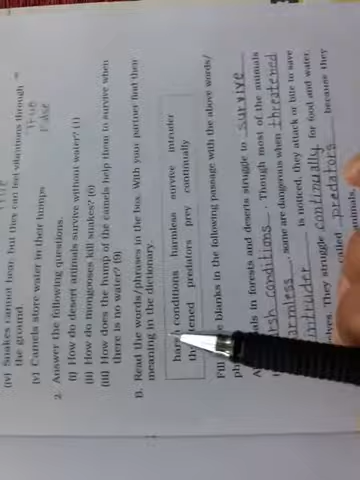 True
(iv) Snakes cannot hear, but they can feel vibrations through
the ground. True
(v) Camels store water in their humps False
2. Answer the following questions.
(i) How do desert animals survive without water? (1)
(ii) How do mongooses kill snakes? (6)
(iii) How does the hump of the camels help them to survive when
there is no water? (9)
B. Read the words/phrases in the box. With your partner find their
meaning in the dictionary.
harsh conditions harmless survive intruder
predators prey continually
Fill blanks in the following passage with the above words/
in forests and deserts struggle to survive
conditions. Though most of the animals
some are dangerous when threatened
intruder is noticed, they attack or bite to save
They struggle continually for food and water.
called predators because they
animals,